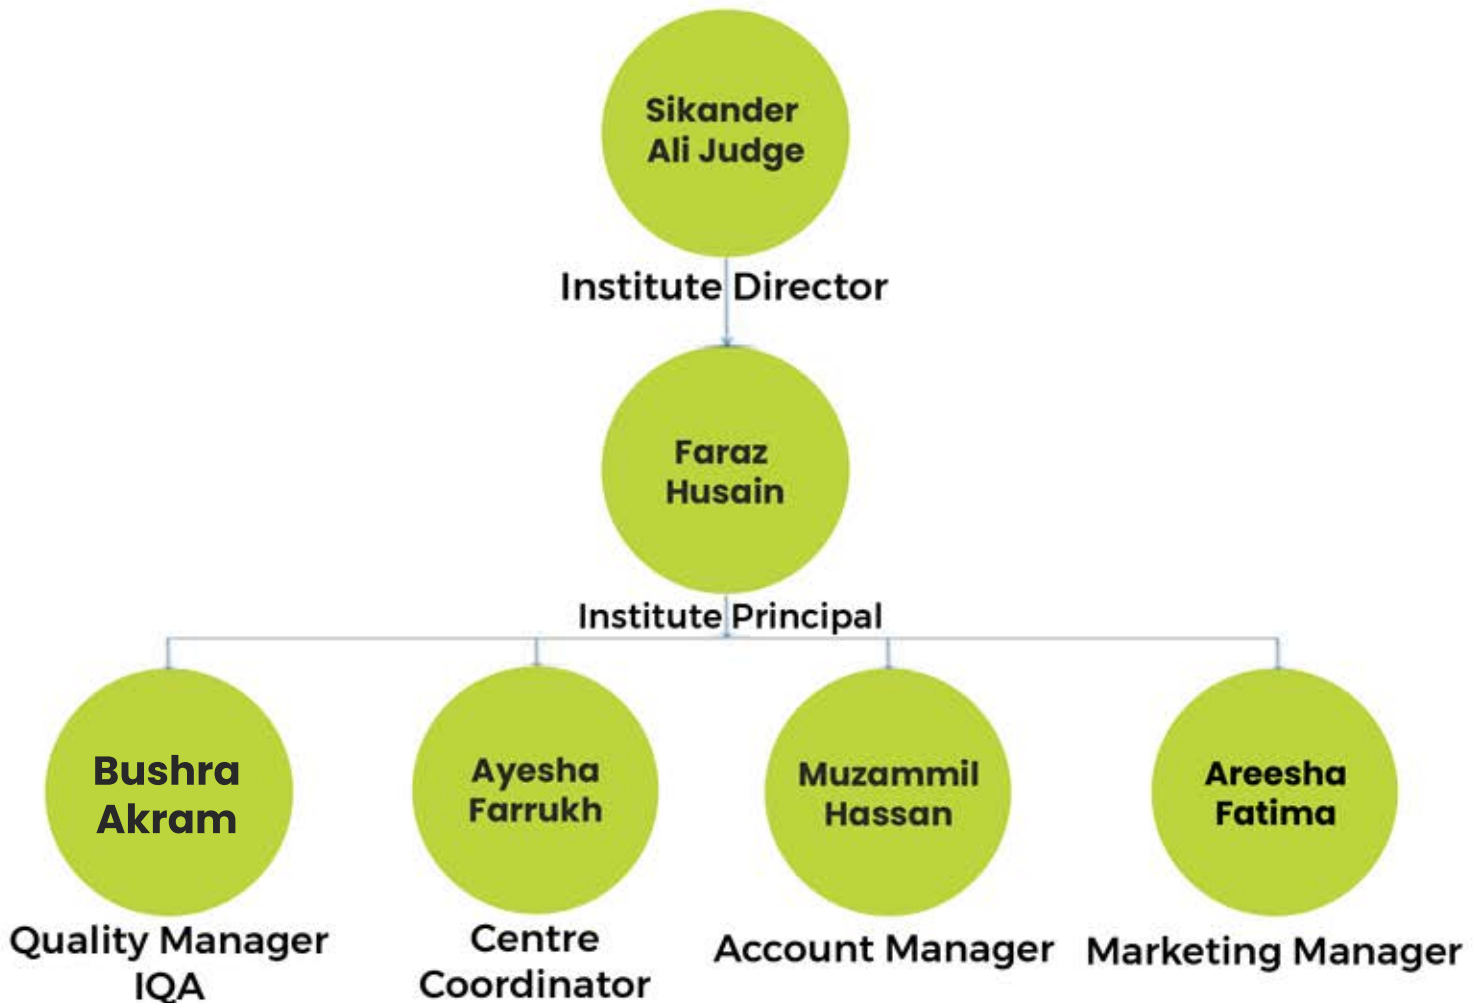 Sikander
Ali Judge
Institute Director
Faraz
Husain
Institute Principal
Bushra
Akram
Quality Manager
IQA
Ayesha
Farrukh
Centre
Coordinator
Muzammil
Hassan
Account Manager
Areesha
Fatima
Marketing Manager